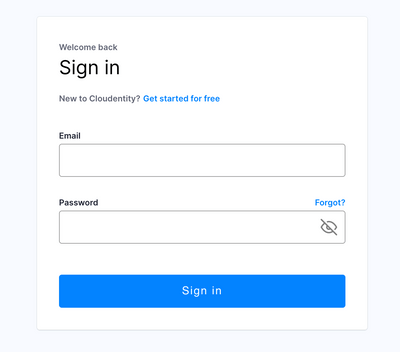 Welcome back
Sign in
New to Cloudentity? Get started for free
Email
Password Forgot?
Sign in